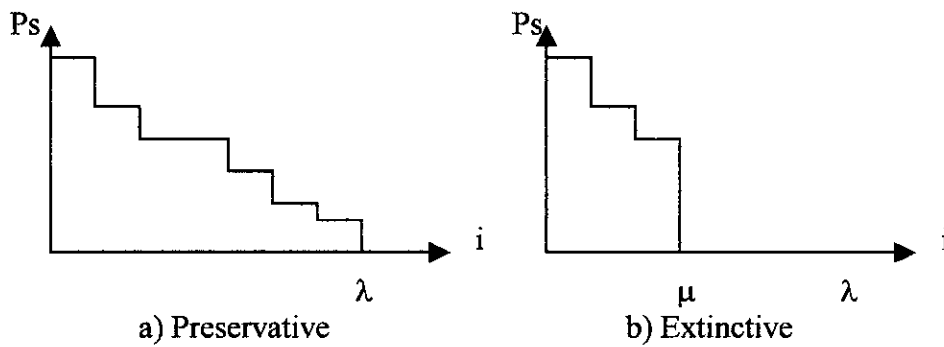 Ps
i
λ
a) Preservative
Ps
i
μ
λ
b) Extinctive